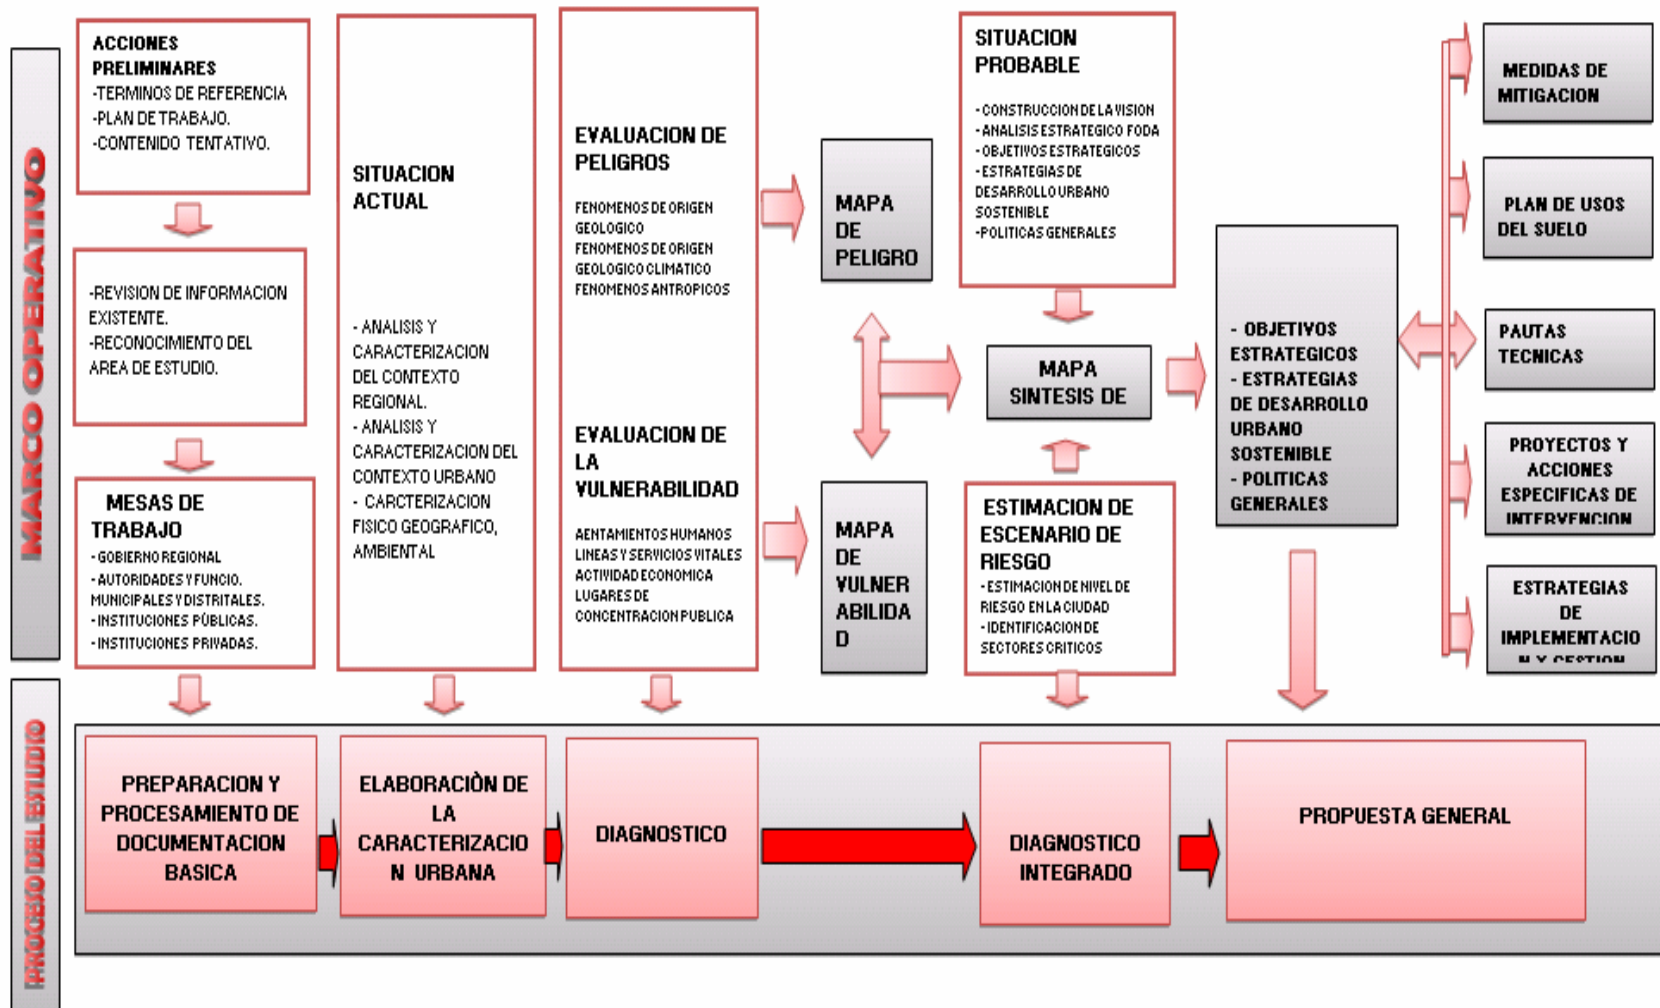 MARCO OPERATIVO
ACCIONES
PRELIMINARES
-TERMINOS DE REFERENCIA
-PLAN DE TRABAJO.
-CONTENIDO TENTATIVO.
-REVISION DE INFORMACION
EXISTENTE.
-RECONOCIMIENTO DEL
AREA DE ESTUDIO.
MESAS DE
TRABAJO
- GOBIERNO REGIONAL
- AUTORIDADES Y FUNCIO.
MUNICIPALES Y DISTRITALES.
- INSTITUCIONES PÚBLICAS.
- INSTITUCIONES PRIVADAS.
SITUACION
ACTUAL
- ANALISIS Y
CARACTERIZACION
DEL CONTEXTO
REGIONAL.
- ANALISIS Y
CARACTERIZACION DEL
CONTEXTO URBANO
- CARCTERIZACION
FISICO GEOGRAFICO,
AMBIENTAL
EVALUACION DE
PELIGROS
FENOMENOS DE ORIGEN
GEOLOGICO
FENOMENOS DE ORIGEN
GEOLOGICO CLIMATICO
FENOMENOS ANTROPICOS
EVALUACION DE
LA
VULNERABILIDAD
AENTAMIENTOS HUMANOS
LINEAS Y SERVICIOS VITALES
ACTIVIDAD ECONOMICA
LUGARES DE
CONCENTRACION PUBLICA
MAPA
DE
PELIGRO
MAPA
DE
VULNER
ABILIDA
D
SITUACION
PROBABLE
- CONSTRUCCION DE LA VISION
- ANALISIS ESTRATEGICO FODA
- OBJETIVOS ESTRATEGICOS
- ESTRATEGIAS DE
DESARROLLO URBANO
SOSTENIBLE
- POLITICAS GENERALES
MAPA
SINTESIS DE
ESTIMACION DE
ESCENARIO DE
RIESGO
- ESTIMACION DE NIVEL DE
RIESGO EN LA CIUDAD
- IDENTIFICACION DE
SECTORES CRITICOS
- OBJETIVOS
ESTRATEGICOS
- ESTRATEGIAS
DE DESARROLLO
URBANO
SOSTENIBLE
- POLITICAS
GENERALES
MEDIDAS DE
MITIGACION
PLAN DE USOS
DEL SUELO
PAUTAS
TECNICAS
PROYECTOS Y
ACCIONES
ESPECIFICAS DE
INTERVENCION
ESTRATEGIAS
DE
IMPLEMENTACIO
N Y GESTION
PROCESO DEL ESTUDIO
PREPARACION Y
PROCESAMIENTO DE
DOCUMENTACION
BASICA
ELABORACIÒN DE
LA
CARACTERIZACIO
N URBANA
DIAGNOSTICO
DIAGNOSTICO
INTEGRADO
PROPUESTA GENERAL